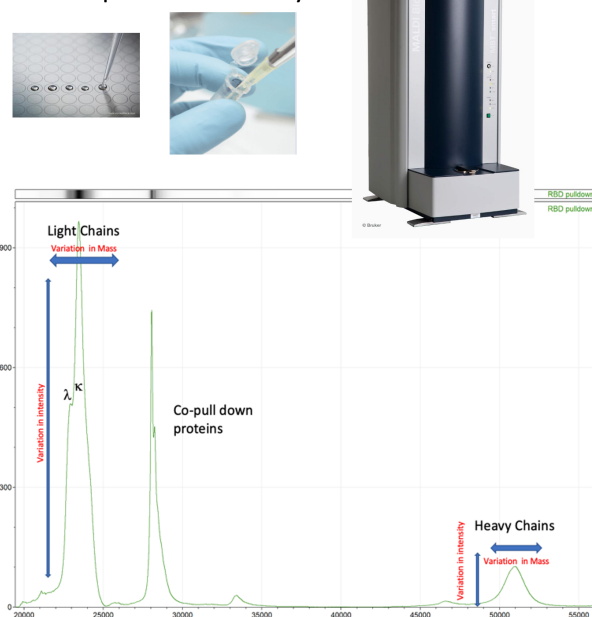 MALDI
© Bruker
RBD pulldown
RBD pulldown
Light Chains
Variation in Mass
900
Variation in intensity
λ κ
600
Co-pull down
proteins
300
Variation in intensity
Heavy Chains
Variation in Mass
0
20000 25000 30000 35000 40000 45000 50000 55000